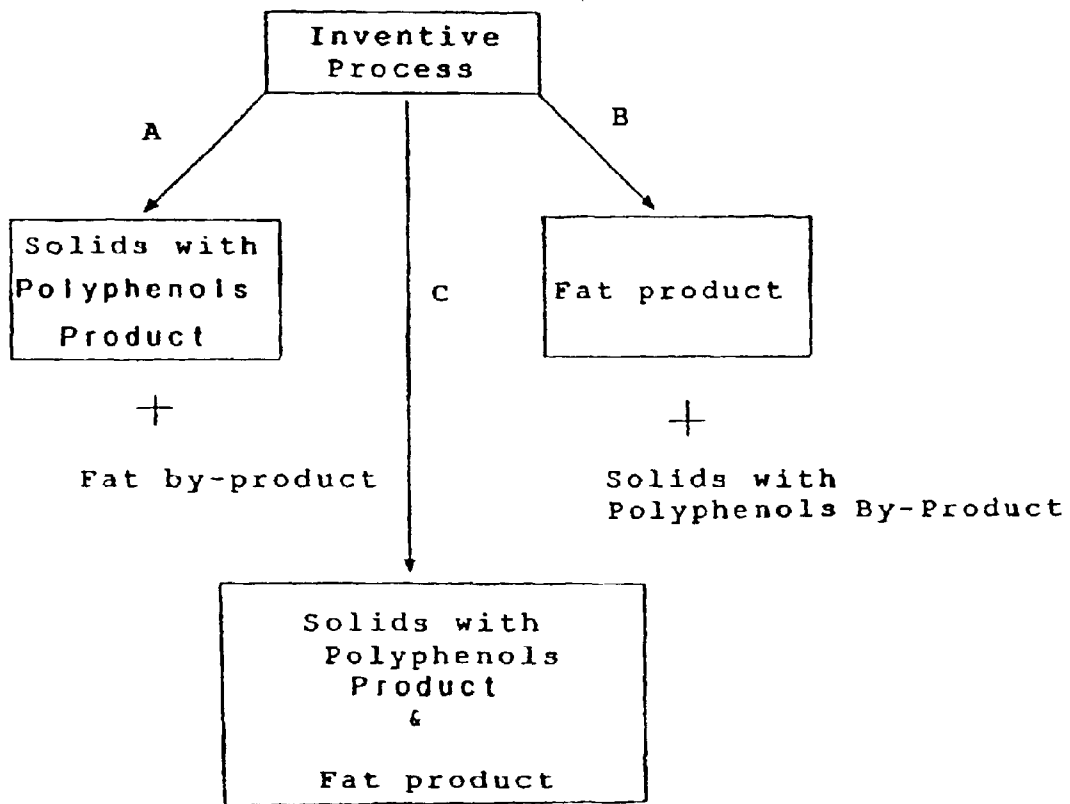 Inventive
Process
A
B
Solids with
Polyphenols
Product
C
Fat product
+
+
Fat by-product
Solids with
Polyphenols By-Product
Solids with
Polyphenols
Product
&
Fat product